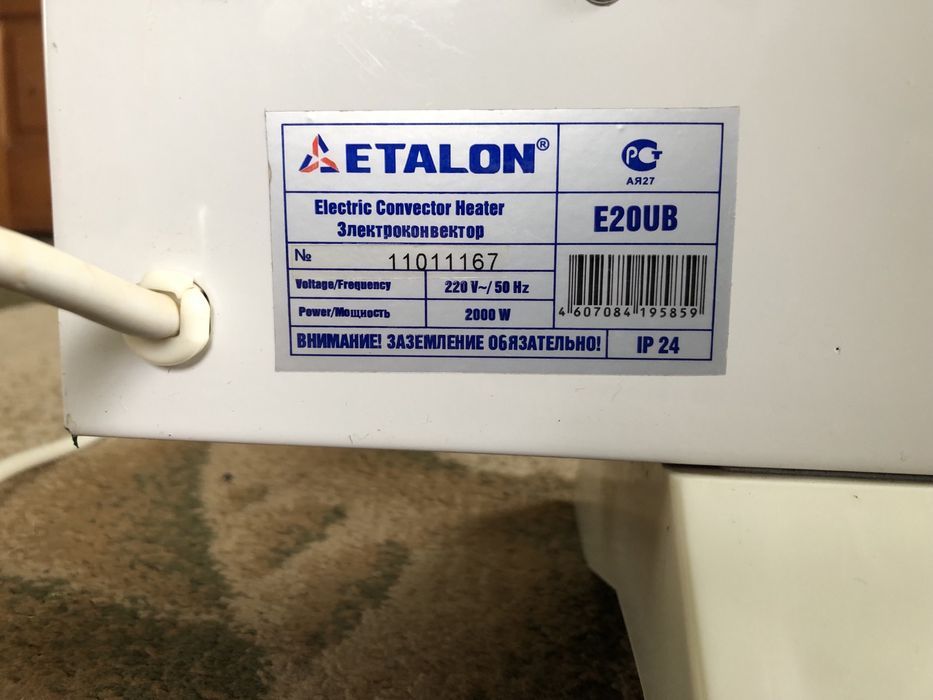 ETALON®
РСТ
АЯ27
Electric Convector Heater
Электроконвектор
E20UB
№ 11011167
Voltage/Frequency 220 V~/ 50 Hz
Power/Мощность 2000 W
4 607084 195859
ВНИМАНИЕ! ЗАЗЕМЛЕНИЕ ОБЯЗАТЕЛЬНО! IP 24